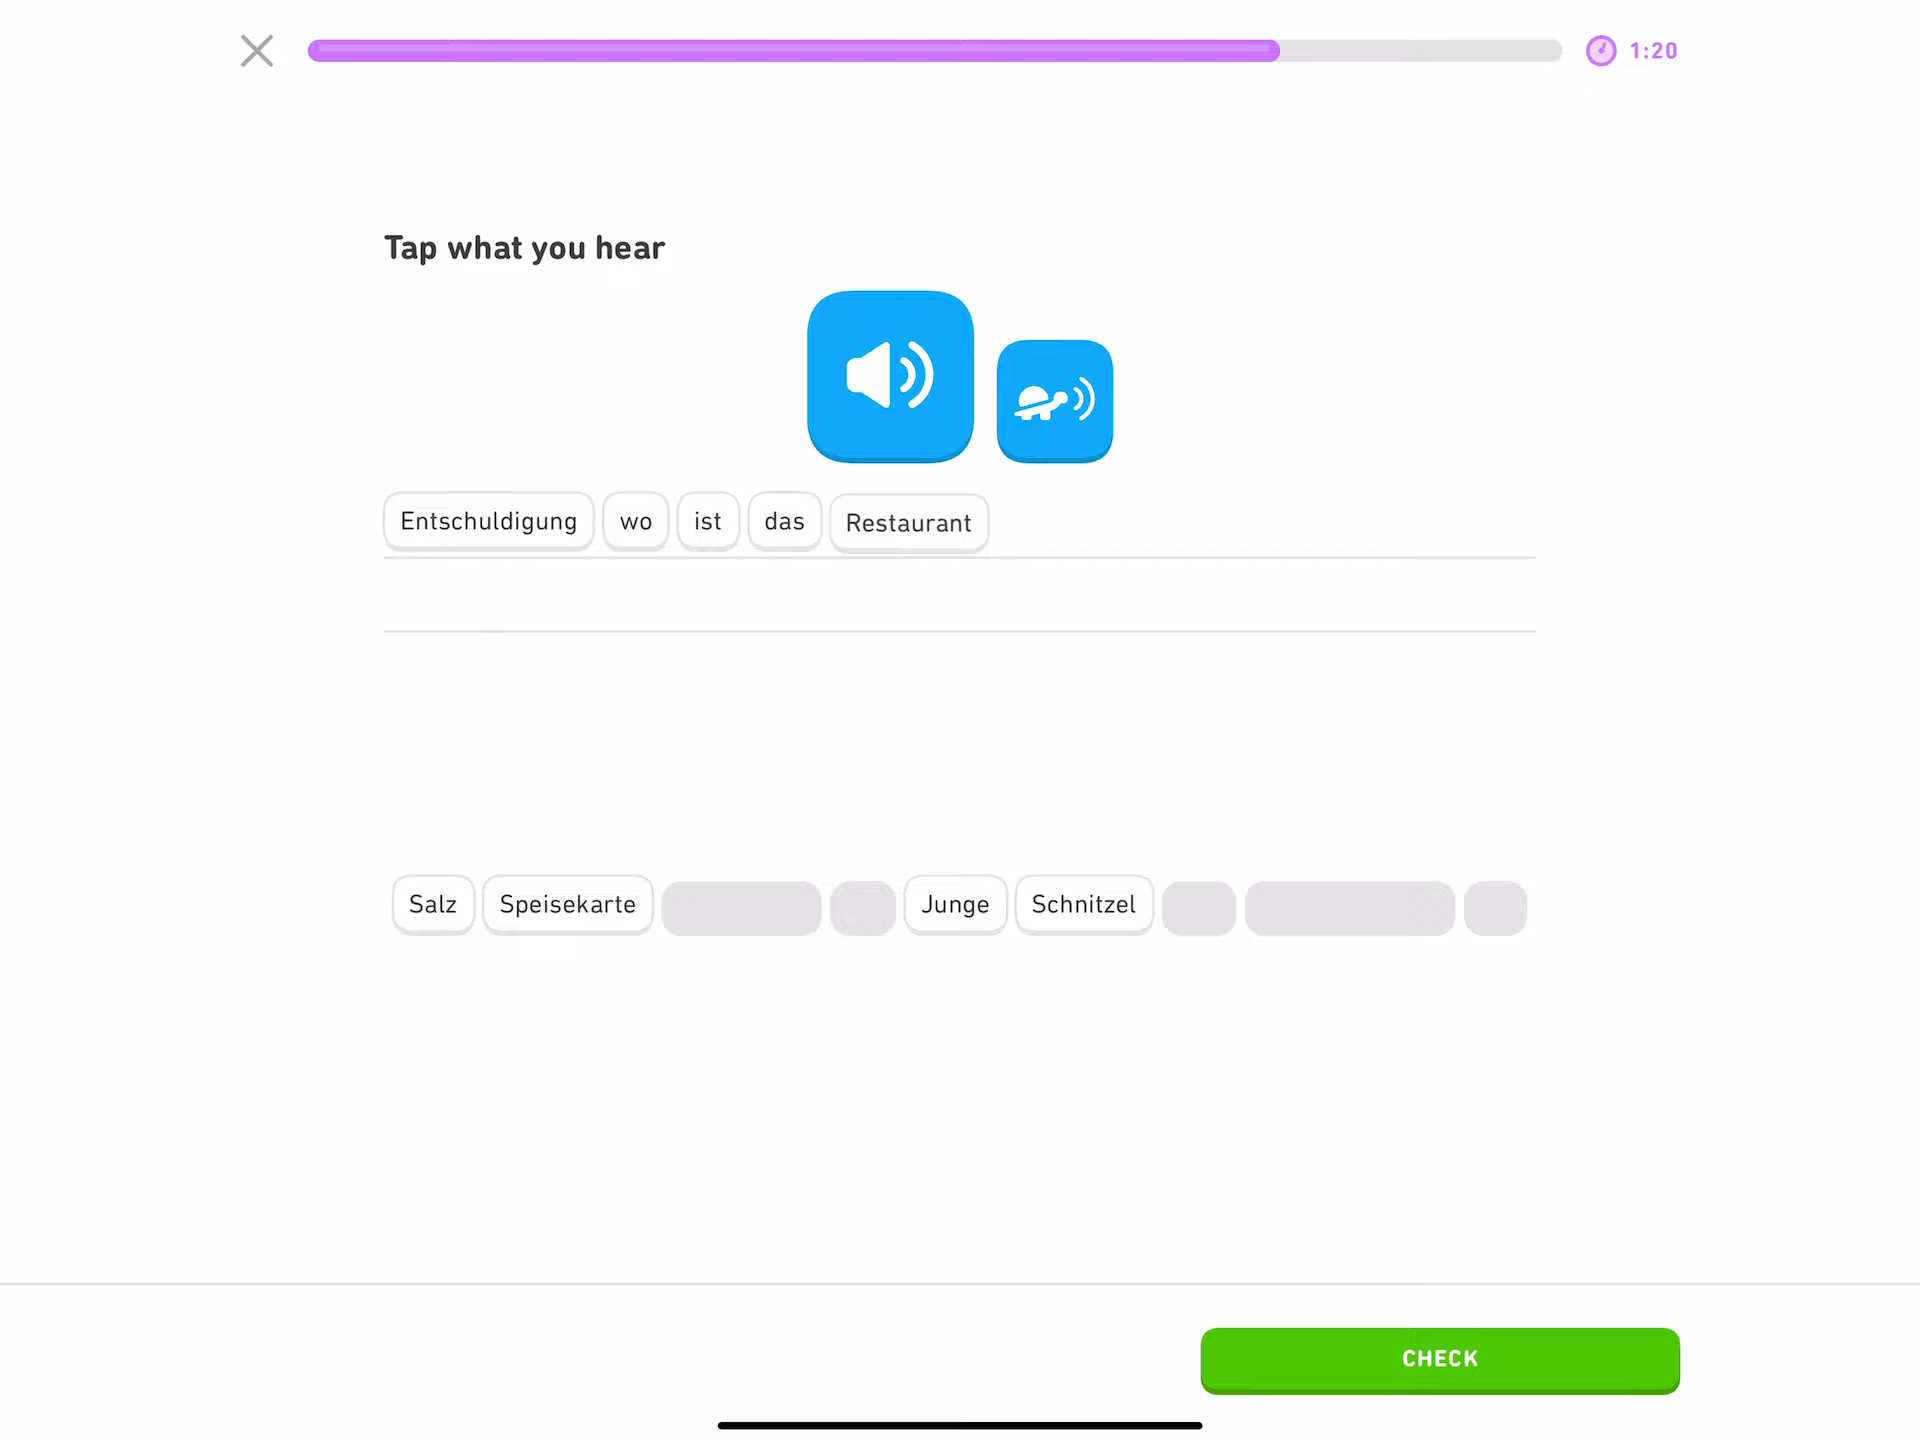 1:20
Tap what you hear
Entschuldigung wo ist das Restaurant
Salz Speisekarte Junge Schnitzel
CHECK